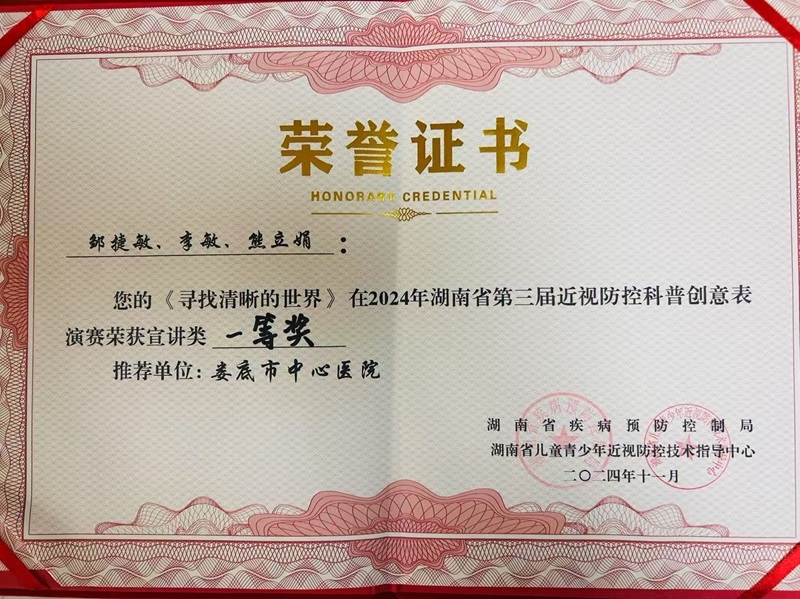 荣誉证书
HONORARY CREDENTIAL
邹捷敏、李敏、熊立娟：
您的《寻找清晰的世界》在2024年湖南省第三届近视防控科普创意表
演赛荣获宣讲类 一等奖
推荐单位：娄底市中心医院
湖南省疾病预防控制局
湖南省儿童青少年近视防控技术指导中心
二〇二四年十一月